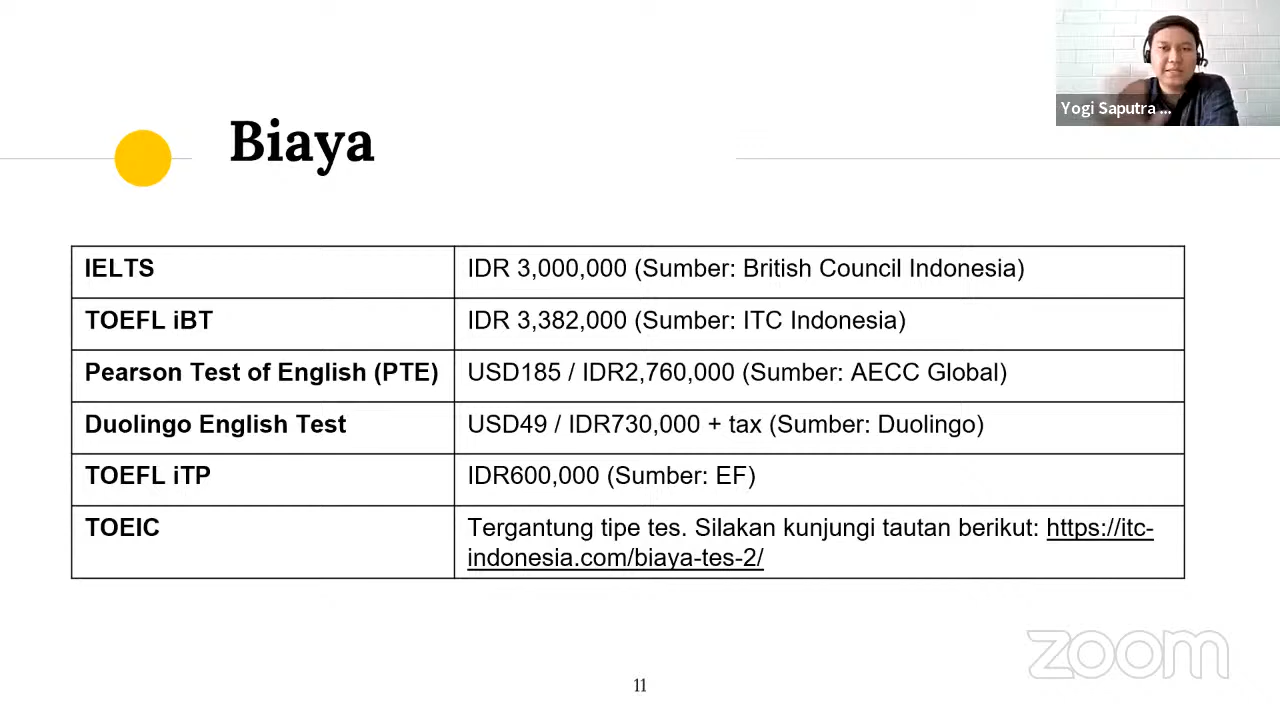 Yogi Saputra ...
Biaya
IELTS IDR 3,000,000 (Sumber: British Council Indonesia)
TOEFL iBT IDR 3,382,000 (Sumber: ITC Indonesia)
Pearson Test of English (PTE) USD185 / IDR2,760,000 (Sumber: AECC Global)
Duolingo English Test USD49 / IDR730,000 + tax (Sumber: Duolingo)
TOEFL iTP IDR600,000 (Sumber: EF)
TOEIC Tergantung tipe tes. Silakan kunjungi tautan berikut: https://itc-
indonesia.com/biaya-tes-2/
zoom
11